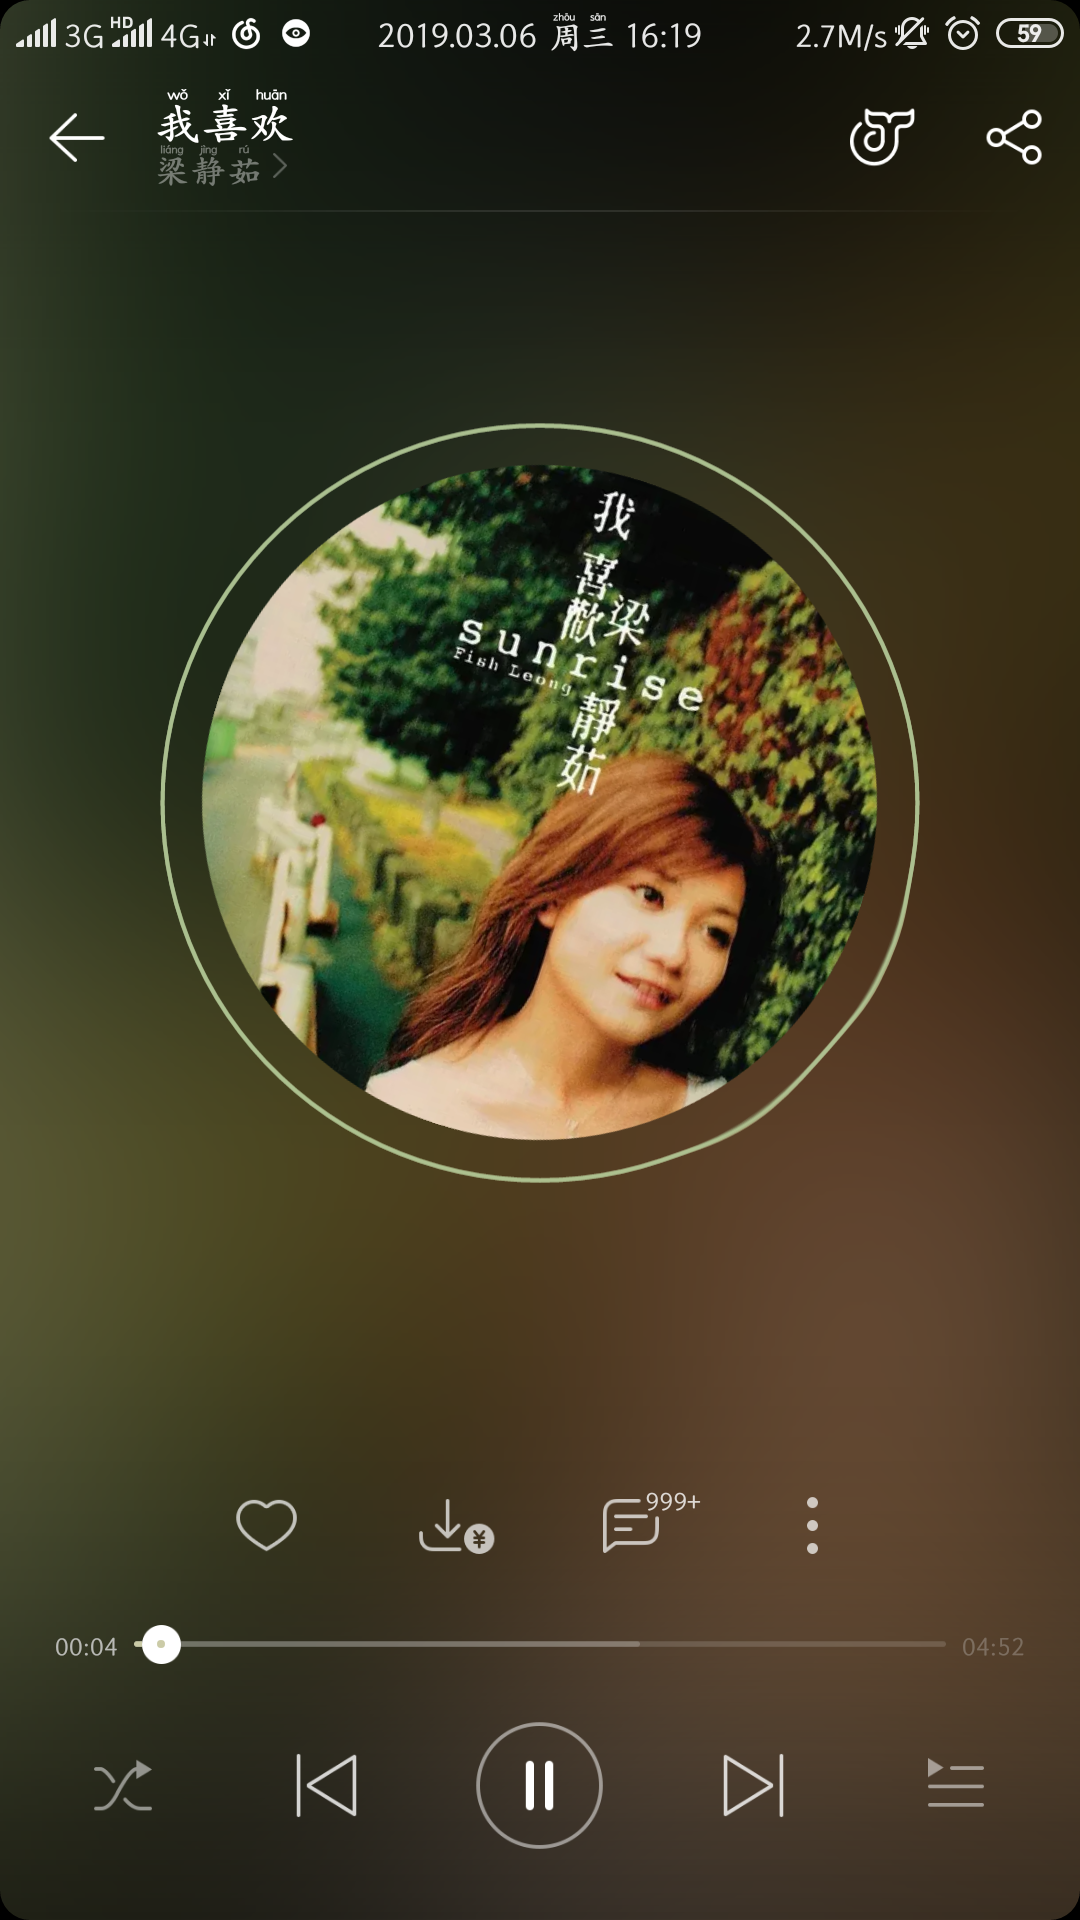 3G HD 4G 2019.03.06 zhōu sān 周三 16:19 2.7M/s 59
wǒ xǐ huān
我喜欢
liáng jìng rú
梁静茹
我喜歡
梁靜茹
sunrise
Fish Leong
999+
¥
00:04 04:52